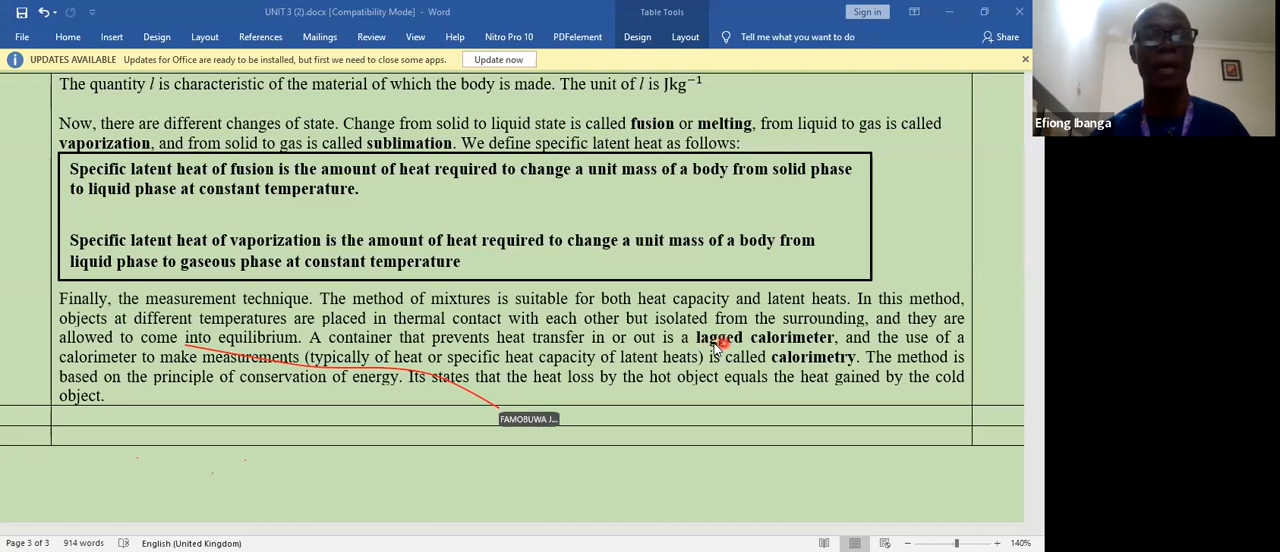 UNIT 3 (2).docx [Compatibility Mode] - Word
Table Tools
Sign in
File Home Insert Design Layout References Mailings Review View Help Nitro Pro 10 PDFelement Design Layout Tell me what you want to do Share
UPDATES AVAILABLE Updates for Office are ready to be installed, but first we need to close some apps. Update now
The quantity l is characteristic of the material of which the body is made. The unit of l is Jkg⁻¹
Now, there are different changes of state. Change from solid to liquid state is called fusion or melting, from liquid to gas is called
vaporization, and from solid to gas is called sublimation. We define specific latent heat as follows:
Specific latent heat of fusion is the amount of heat required to change a unit mass of a body from solid phase
to liquid phase at constant temperature.
Specific latent heat of vaporization is the amount of heat required to change a unit mass of a body from
liquid phase to gaseous phase at constant temperature
Finally, the measurement technique. The method of mixtures is suitable for both heat capacity and latent heats. In this method,
objects at different temperatures are placed in thermal contact with each other but isolated from the surrounding, and they are
allowed to come into equilibrium. A container that prevents heat transfer in or out is a lagged calorimeter, and the use of a
calorimeter to make measurements (typically of heat or specific heat capacity of latent heats) is called calorimetry. The method is
based on the principle of conservation of energy. Its states that the heat loss by the hot object equals the heat gained by the cold
object.
FAMOBUWA J...
Page 3 of 3 914 words English (United Kingdom) 140%
Efiong Ibanga